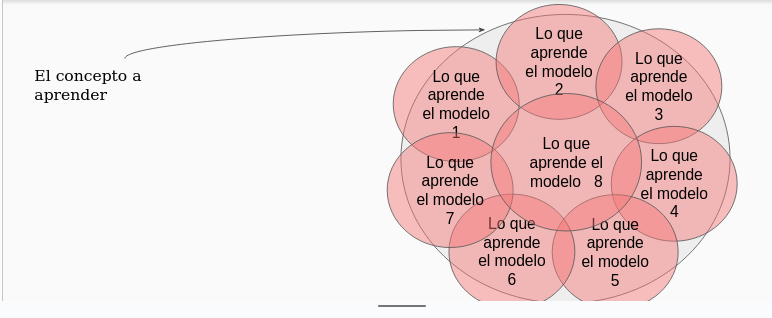 El concepto a
aprender
Lo que
aprende
el modelo
1
Lo que
aprende
el modelo
2
Lo que
aprende
el modelo
3
Lo que
aprende
el modelo
4
Lo que
aprende
el modelo
5
Lo que
aprende
el modelo
6
Lo que
aprende
el modelo
7
Lo que
aprende el
modelo 8